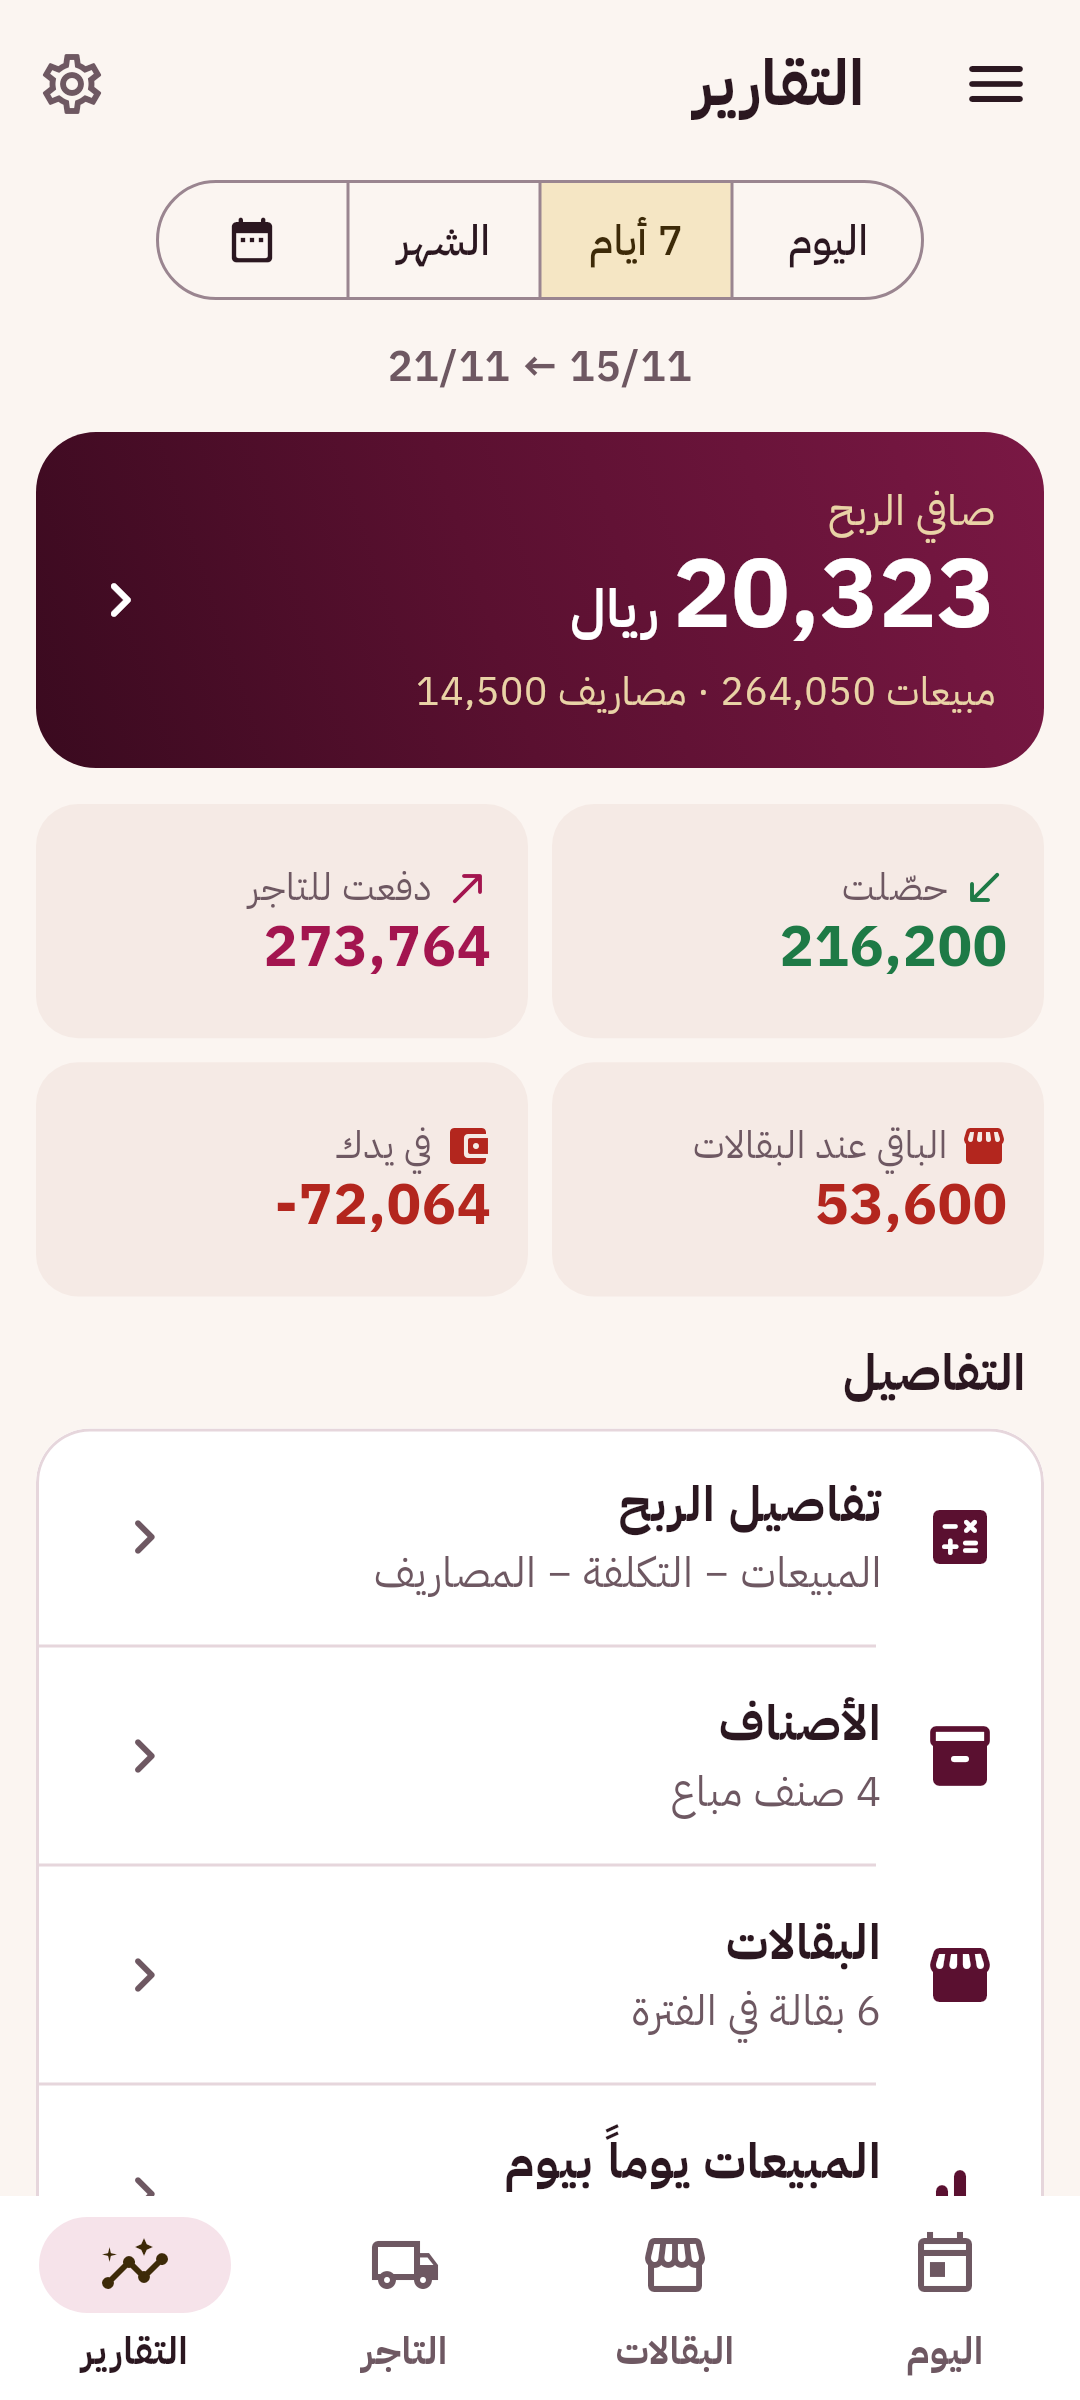 التقارير
اليوم
7 أيام
الشهر
15/11 ← 21/11
صافي الربح
20,323 ريال
مبيعات 264,050 · مصاريف 14,500
حصّلت
216,200
دفعت للتاجر
273,764
الباقي عند البقالات
53,600
في يدك
-72,064
التفاصيل
تفاصيل الربح
المبيعات – التكلفة – المصاريف
الأصناف
4 صنف مباع
البقالات
6 بقالة في الفترة
المبيعات يوماً بيوم
اليوم
البقالات
التاجر
التقارير